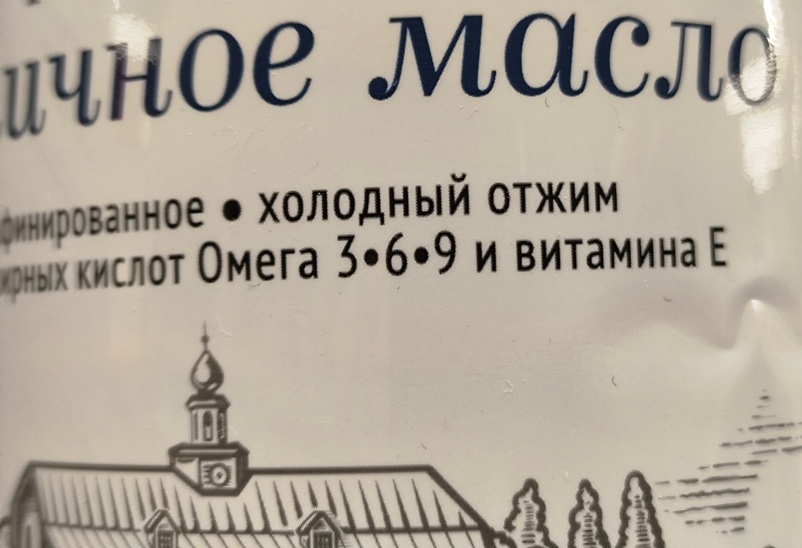 ичное масло
финированное • холодный отжим
ирных кислот Омега 3•6•9 и витамина Е